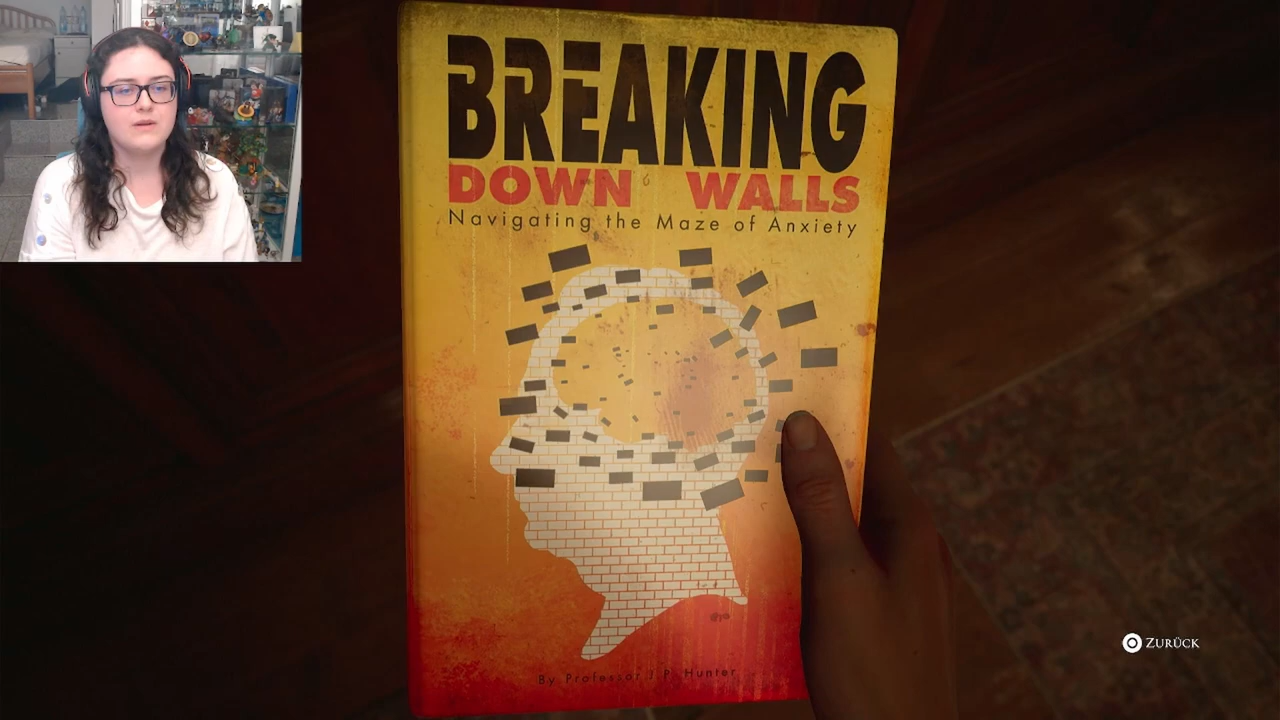 BREAKING
DOWN WALLS
Navigating the Maze of Anxiety
By Professor J.P. Hunter
ZURÜCK